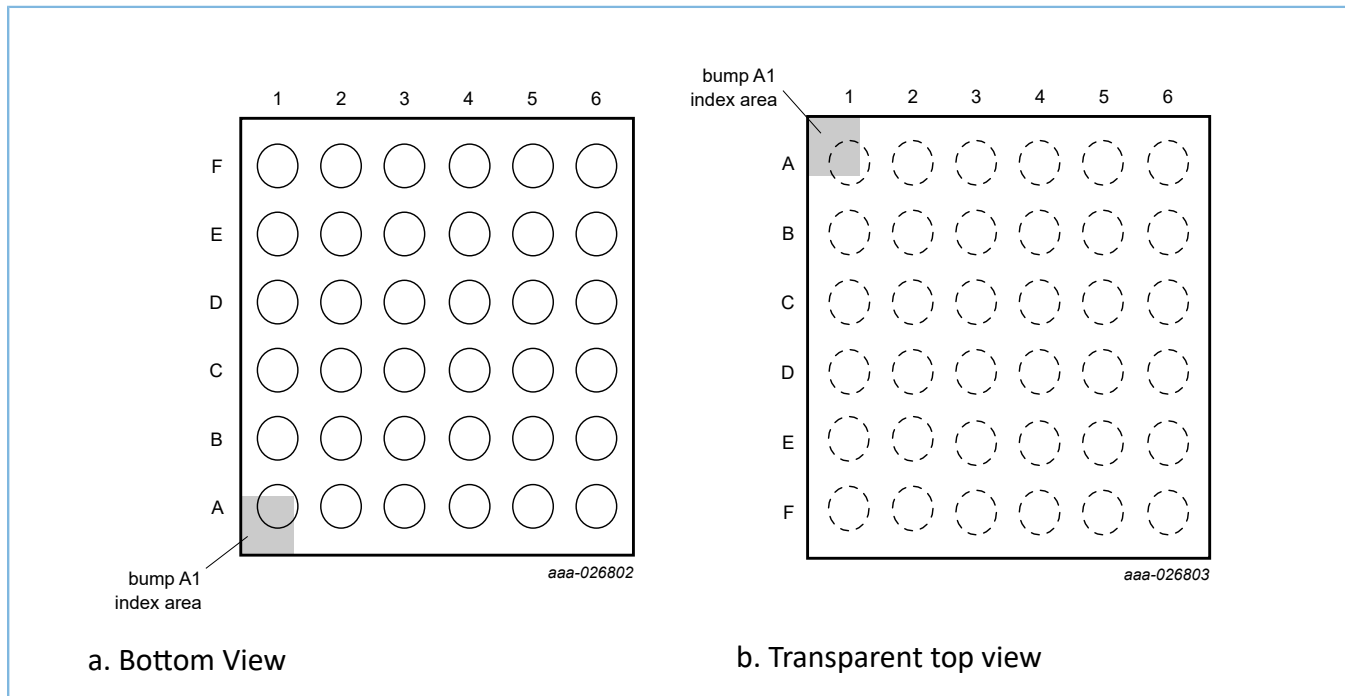 1 2 3 4 5 6
F
E
D
C
B
A
bump A1
index area
aaa-026802
a. Bottom View
bump A1
index area
1 2 3 4 5 6
A
B
C
D
E
F
aaa-026803
b. Transparent top view